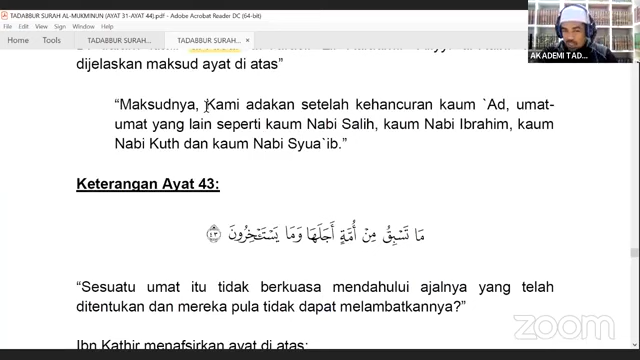 TADABBUR SURAH AL-MUKMINUN (AYAT 31-AYAT 44).pdf - Adobe Acrobat Reader DC (64-bit)
File Edit View Sign Window Help
Home Tools TADABBUR SURAH... TADABBUR SURAH... ×
dijelaskan maksud ayat di atas”
“Maksudnya, Kami adakan setelah kehancuran kaum `Ad, umat-
umat yang lain seperti kaum Nabi Salih, kaum Nabi Ibrahim, kaum
Nabi Kuth dan kaum Nabi Syua`ib.”
Keterangan Ayat 43:
مَا تَسْبِقُ مِنْ أُمَّةٍ أَجَلَهَا وَمَا يَسْتَـْٔخِرُونَ ٤٣
“Sesuatu umat itu tidak berkuasa mendahului ajalnya yang telah
ditentukan dan mereka pula tidak dapat melambatkannya?”
Ibn Kathir menafsirkan ayat di atas:
AKADEMI TAD...
zoom